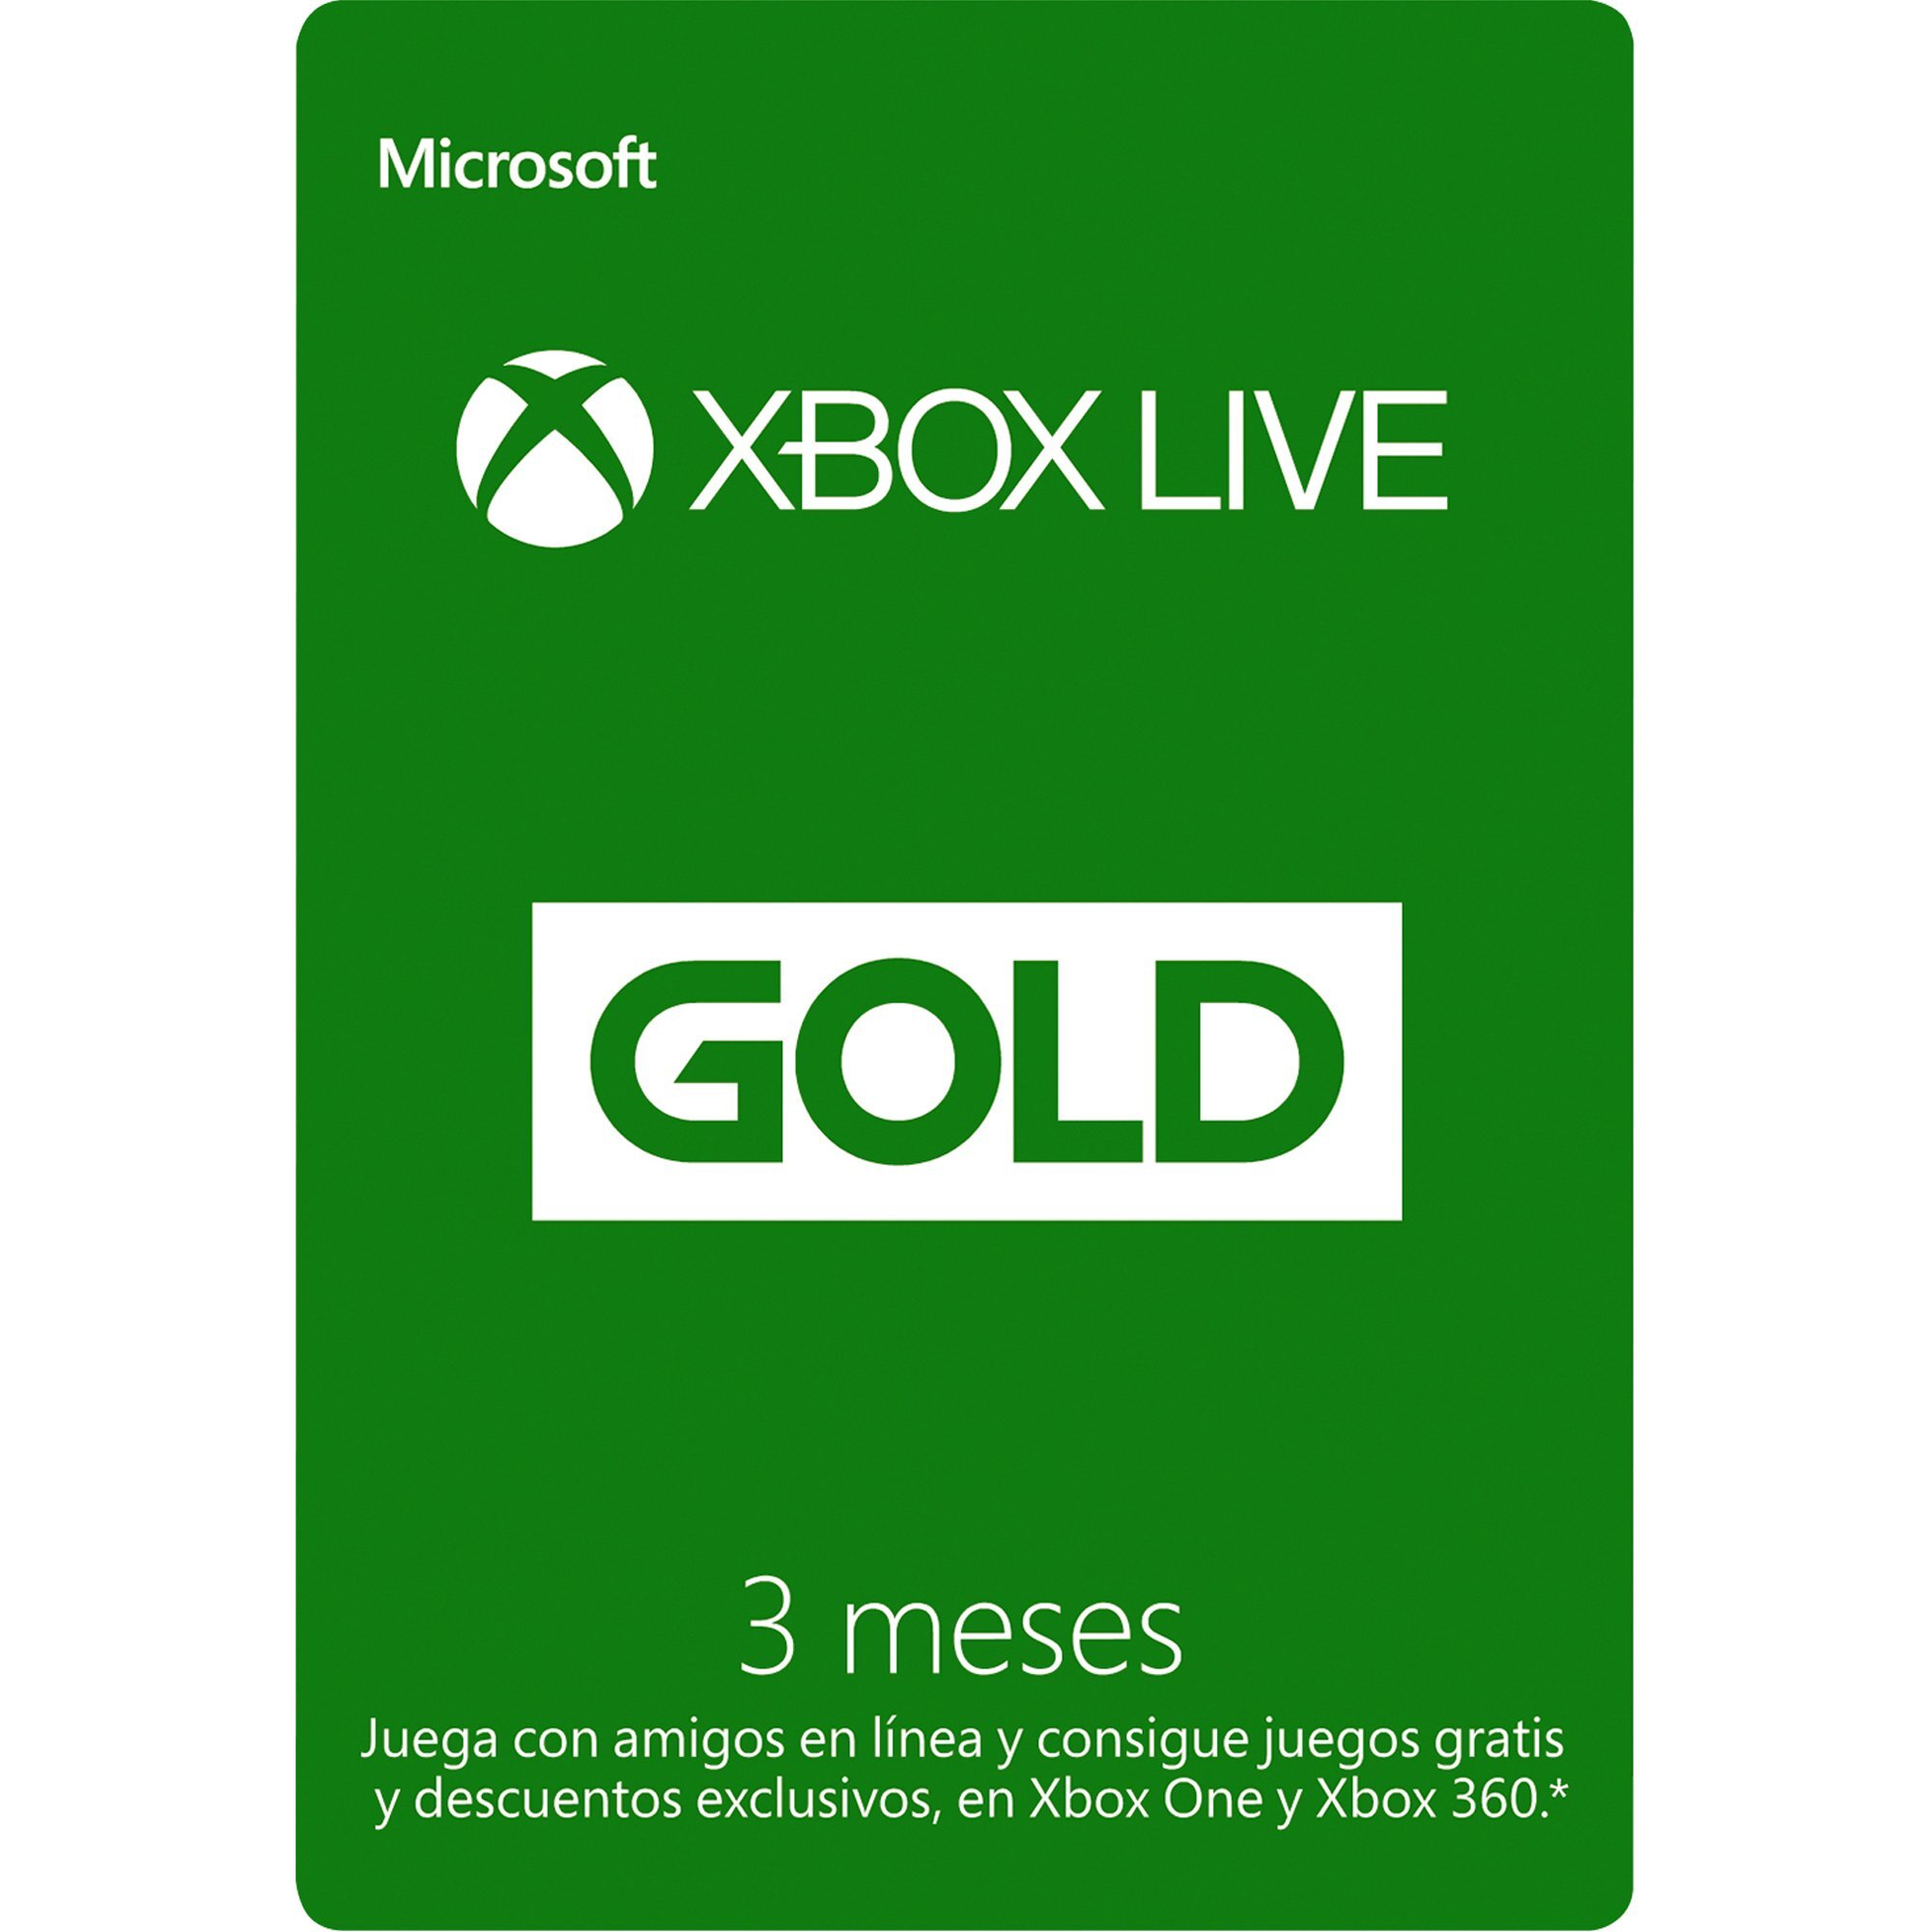 Microsoft
XBOX LIVE
GOLD
3 meses
Juega con amigos en línea y consigue juegos gratis
y descuentos exclusivos, en Xbox One y Xbox 360.*